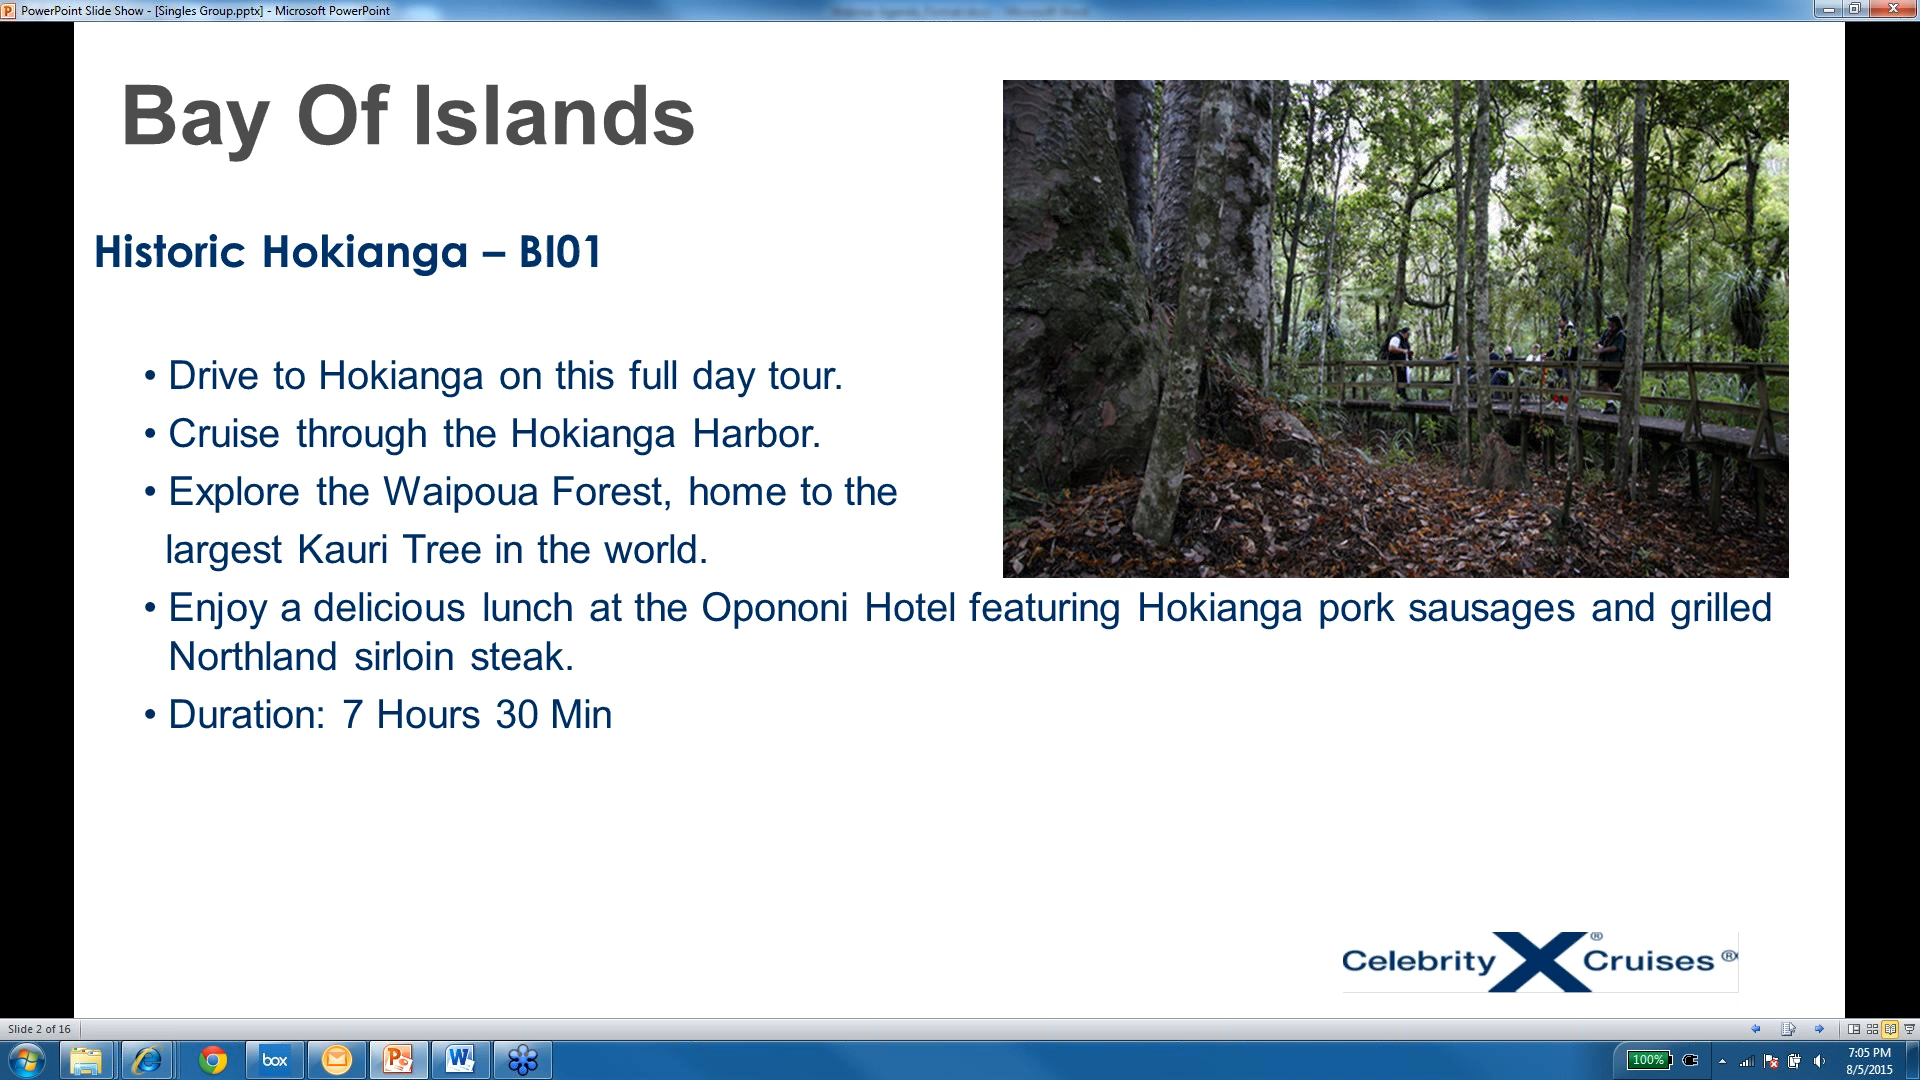 PowerPoint Slide Show - [Singles Group.pptx] - Microsoft PowerPoint
Bay Of Islands
Historic Hokianga – BI01
• Drive to Hokianga on this full day tour.
• Cruise through the Hokianga Harbor.
• Explore the Waipoua Forest, home to the
largest Kauri Tree in the world.
• Enjoy a delicious lunch at the Opononi Hotel featuring Hokianga pork sausages and grilled
Northland sirloin steak.
• Duration: 7 Hours 30 Min
Celebrity X® Cruises®
Slide 2 of 16
box
100%
7:05 PM
8/5/2015